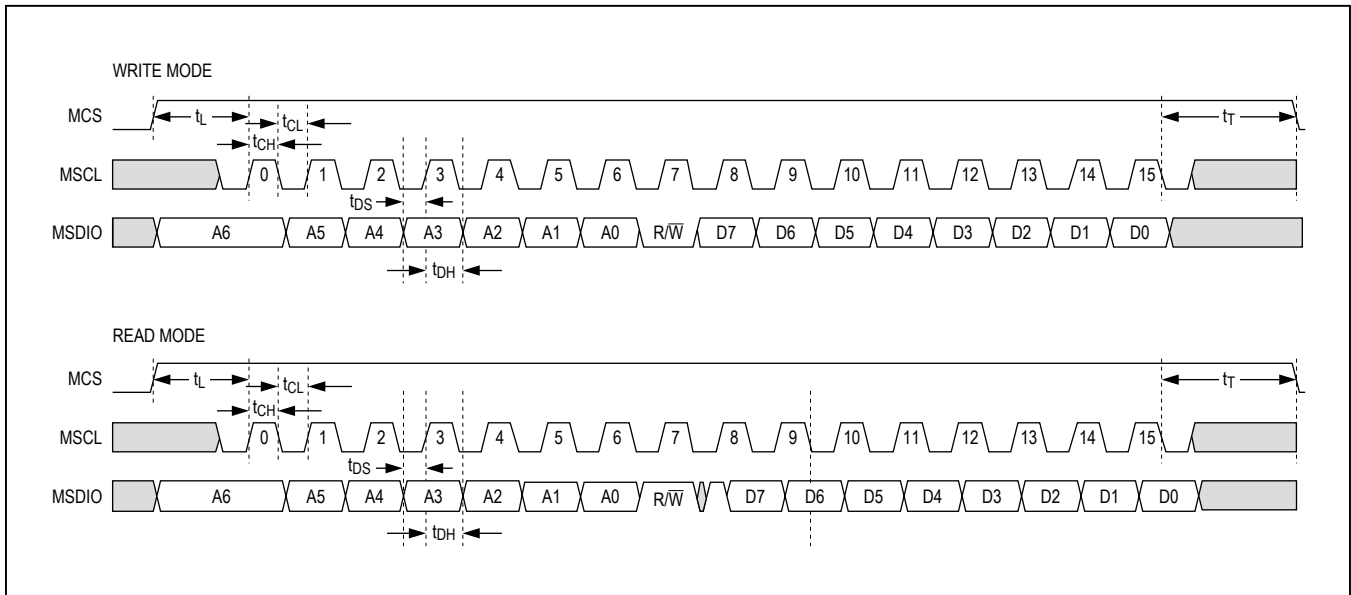 WRITE MODE
MCS tL tCL tT
tCH
MSCL 0 1 2 3 4 5 6 7 8 9 10 11 12 13 14 15
tDS
MSDIO A6 A5 A4 A3 A2 A1 A0 R/W̅ D7 D6 D5 D4 D3 D2 D1 D0
tDH
READ MODE
MCS tL tCL tT
tCH
MSCL 0 1 2 3 4 5 6 7 8 9 10 11 12 13 14 15
tDS
MSDIO A6 A5 A4 A3 A2 A1 A0 R/W̅ D7 D6 D5 D4 D3 D2 D1 D0
tDH